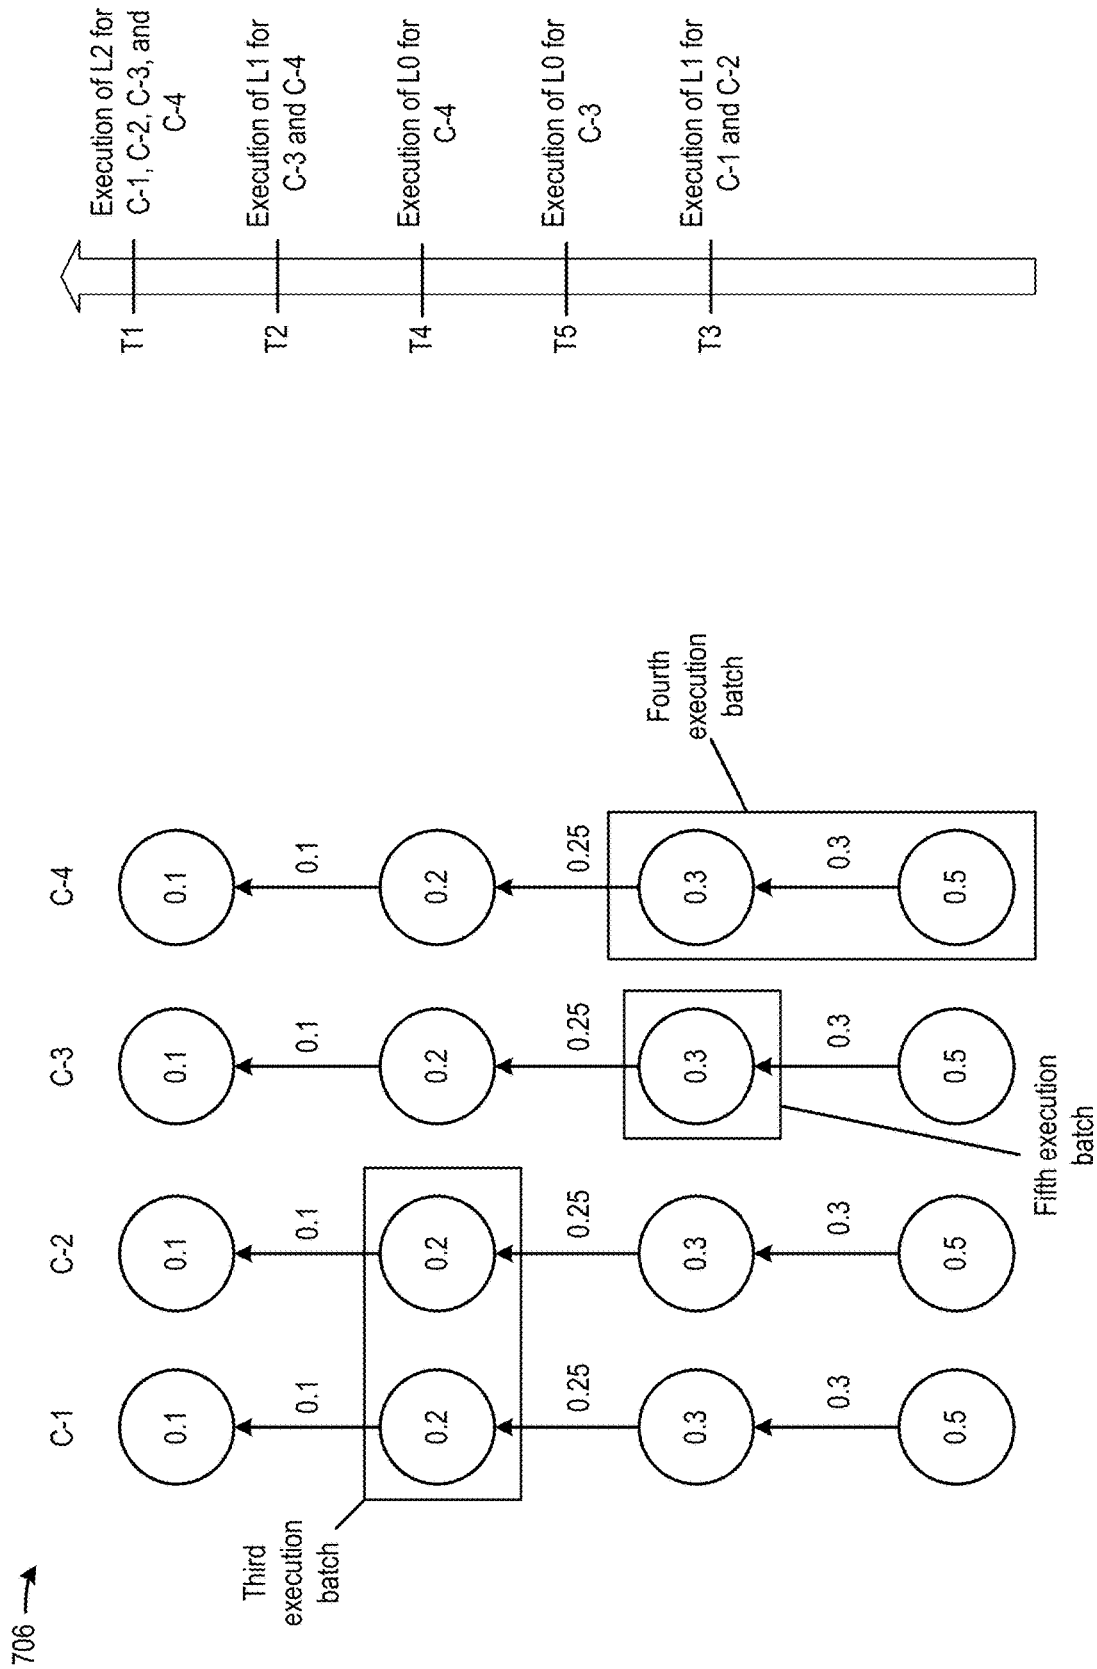 706
C-1
C-2
C-3
C-4
0.1
0.1
0.1
0.1
0.1
0.1
0.1
0.1
Third
execution
batch
0.2
0.2
0.2
0.2
0.25
0.25
0.25
0.25
0.3
0.3
0.3
0.3
Fourth
execution
batch
0.3
0.3
0.3
0.3
0.5
0.5
0.5
0.5
Fifth execution
batch
T1
Execution of L2 for
C-1, C-2, C-3, and
C-4
T2
Execution of L1 for
C-3 and C-4
T4
Execution of L0 for
C-4
T5
Execution of L0 for
C-3
T3
Execution of L1 for
C-1 and C-2